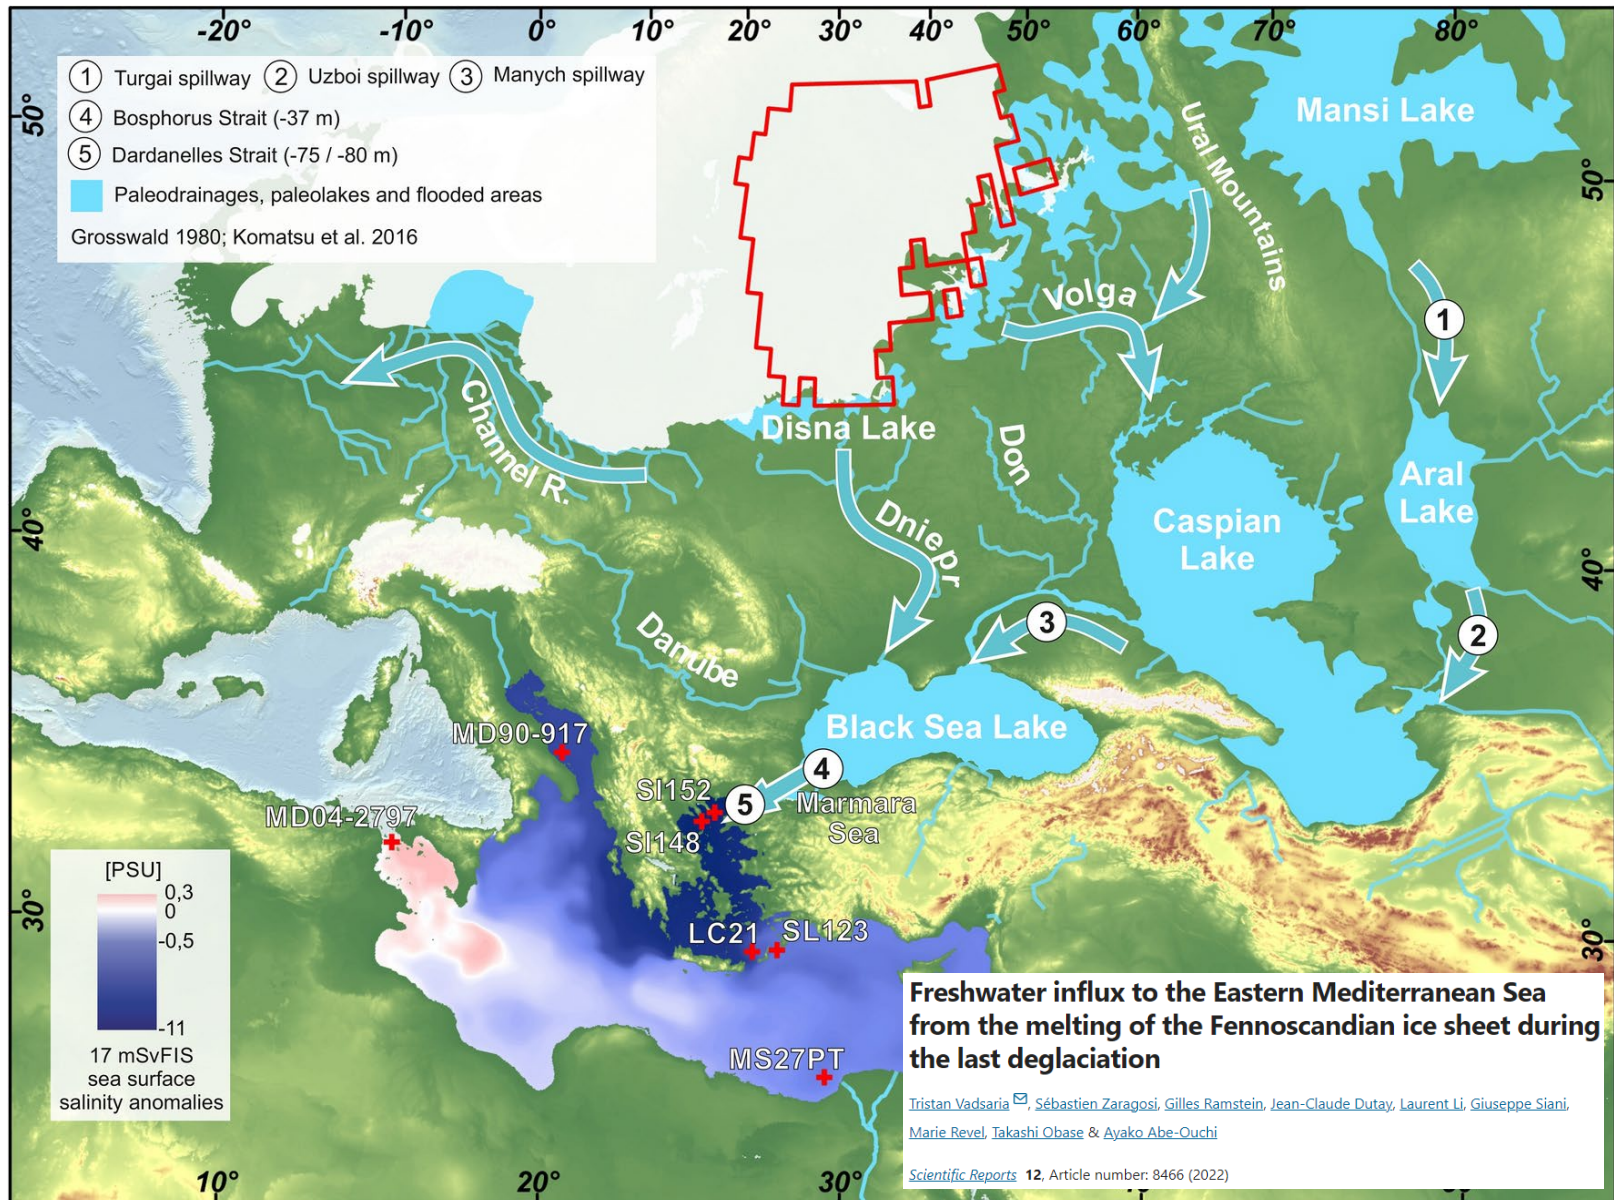 -20° -10° 0° 10° 20° 30° 40° 50° 60° 70° 80°
1 Turgai spillway 2 Uzboi spillway 3 Manych spillway
4 Bosphorus Strait (-37 m)
5 Dardanelles Strait (-75 / -80 m)
Paleodrainages, paleolakes and flooded areas
Grosswald 1980; Komatsu et al. 2016
50°
50°
Mansi Lake
Ural Mountains
Volga
1
Channel R.
Disna Lake
Don
Aral
Lake
Caspian
Lake
40°
40°
Dniepr
3
2
Danube
Black Sea Lake
MD90-917
4
SI152
5
Marmara
Sea
MD04-2797
SI148
[PSU]
0,3
0
-0,5
-11
17 mSvFIS
sea surface
salinity anomalies
30°
30°
LC21
SL123
MS27PT
Freshwater influx to the Eastern Mediterranean Sea
from the melting of the Fennoscandian ice sheet during
the last deglaciation
Tristan Vadsaria, Sébastien Zaragosi, Gilles Ramstein, Jean-Claude Dutay, Laurent Li, Giuseppe Siani,
Marie Revel, Takashi Obase & Ayako Abe-Ouchi
Scientific Reports 12, Article number: 8466 (2022)
10° 20° 30°